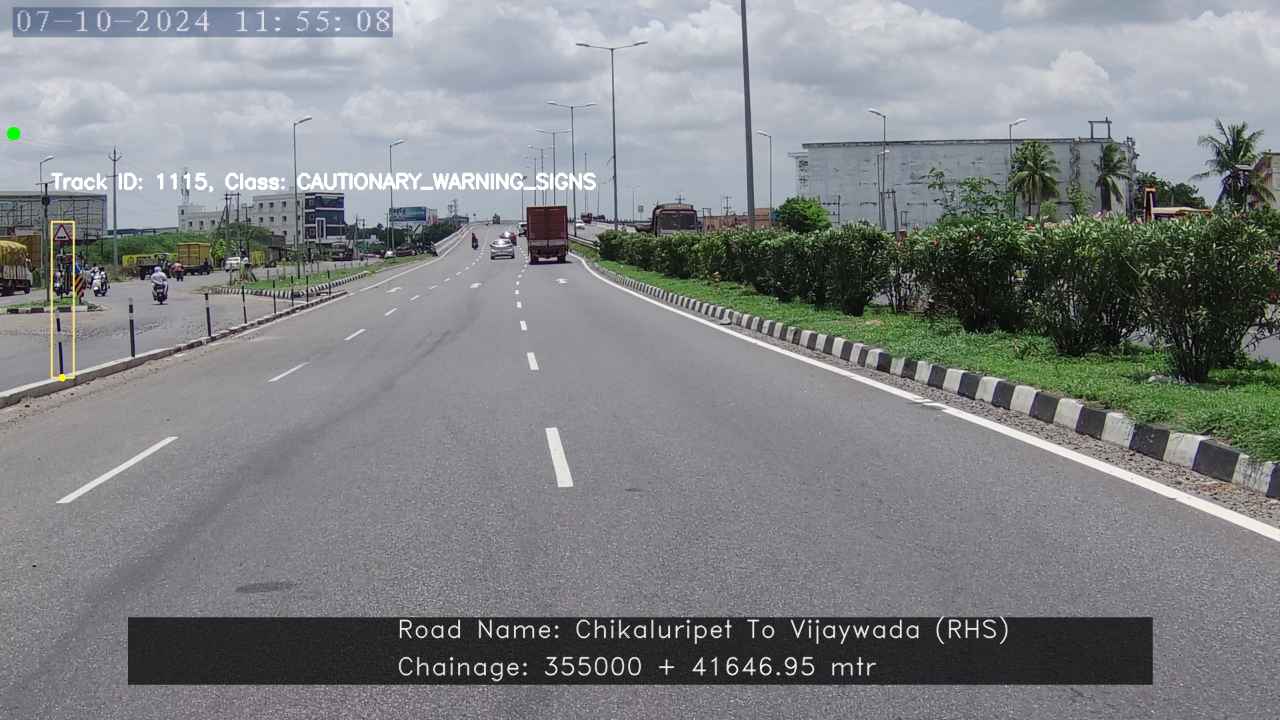 07-10-2024 11:55:08
Track ID: 1115, Class: CAUTIONARY_WARNING_SIGNS
Road Name: Chikaluripet To Vijaywada (RHS)
Chainage: 355000 + 41646.95 mtr